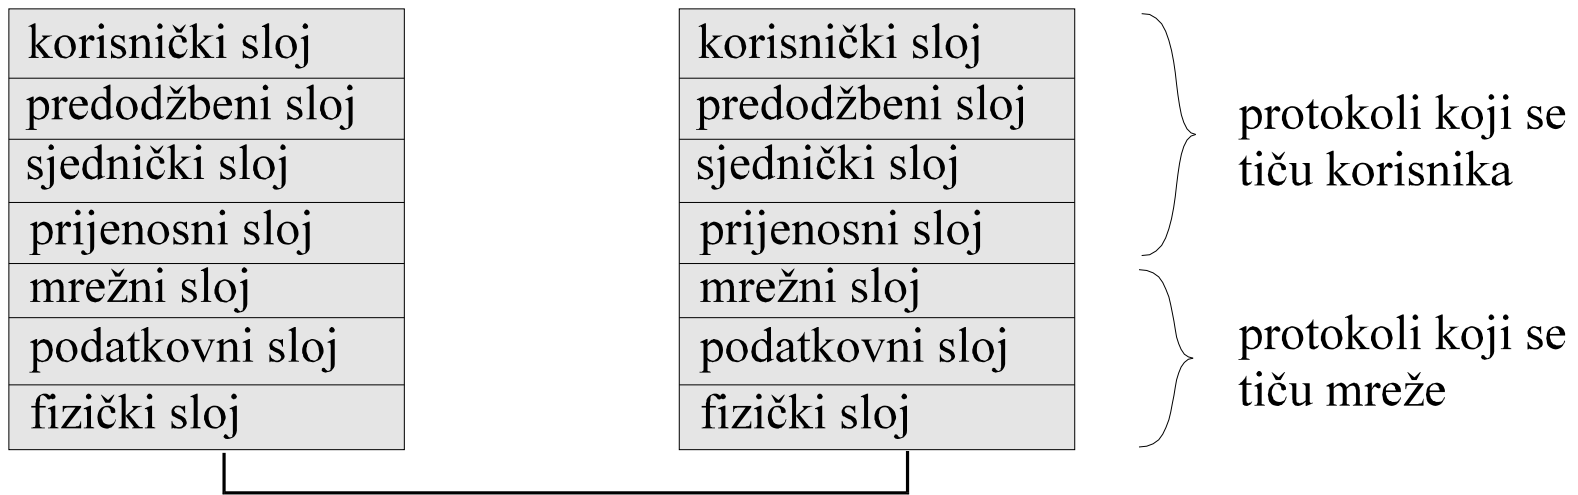 korisnički sloj
predodžbeni sloj
sjednički sloj
prijenosni sloj
mrežni sloj
podatkovni sloj
fizički sloj
korisnički sloj
predodžbeni sloj
sjednički sloj
prijenosni sloj
mrežni sloj
podatkovni sloj
fizički sloj
protokoli koji se
tiču korisnika
protokoli koji se
tiču mreže